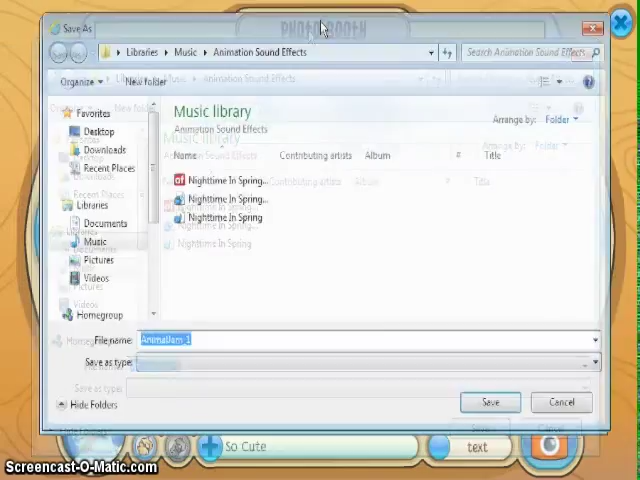 PHOTO BOOTH
Save As
Libraries Music Animation Sound Effects
Search Animation Sound Effects
Organize New folder
Favorites
Desktop
Downloads
Recent Places
Libraries
Documents
Music
Pictures
Videos
Homegroup
Music library
Animation Sound Effects
Arrange by: Folder
Name Contributing artists Album # Title
Nighttime In Spring...
Nighttime In Spring...
Nighttime In Spring
File name: AnimalJam_1
Save as type:
Hide Folders
Save Cancel
So Cute
text
Screencast-O-Matic.com